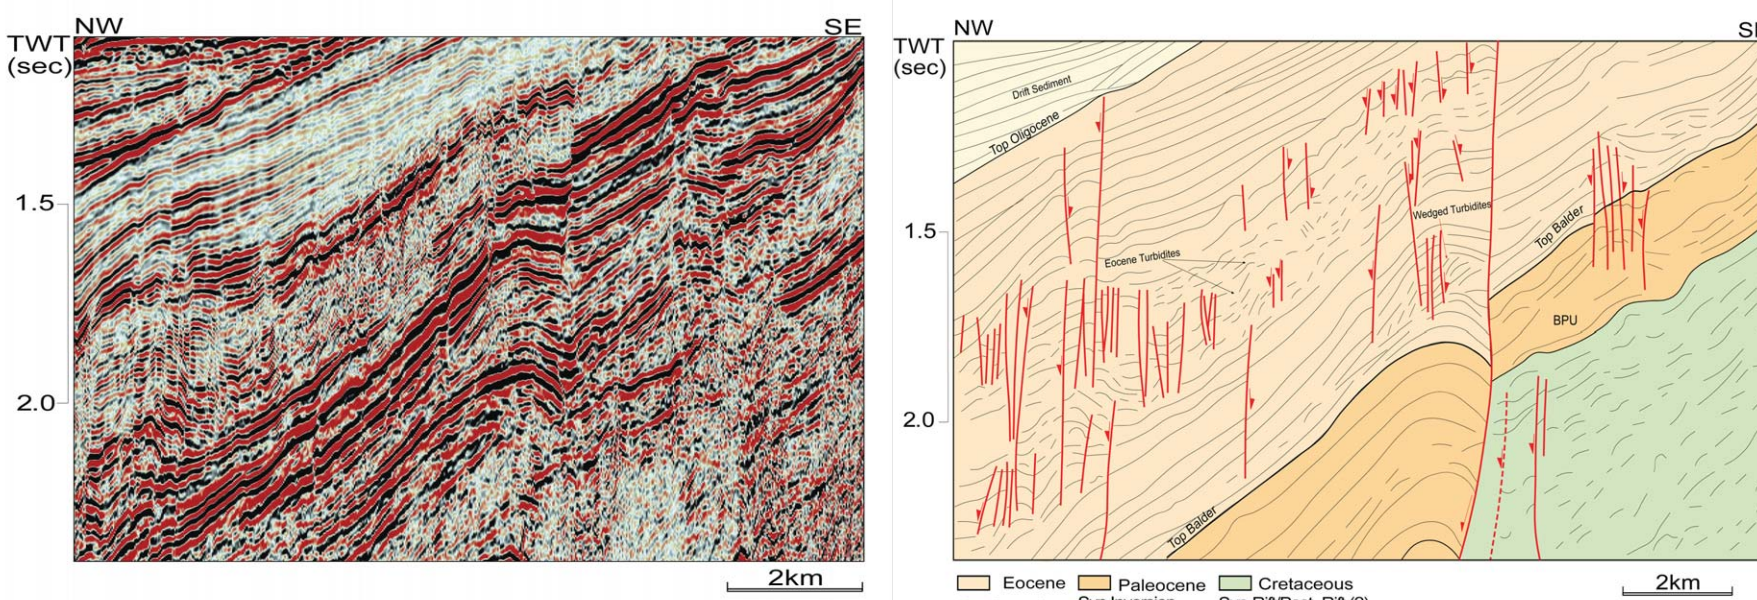 NW
SE
TWT
(sec)
1.5
2.0
2km
NW
TWT
(sec)
Drift Sediment
Top Oligocene
1.5
Wedged Turbidites
Eocene Turbidites
Top Balder
BPU
2.0
Top Balder
Eocene
Paleocene
Cretaceous
2km